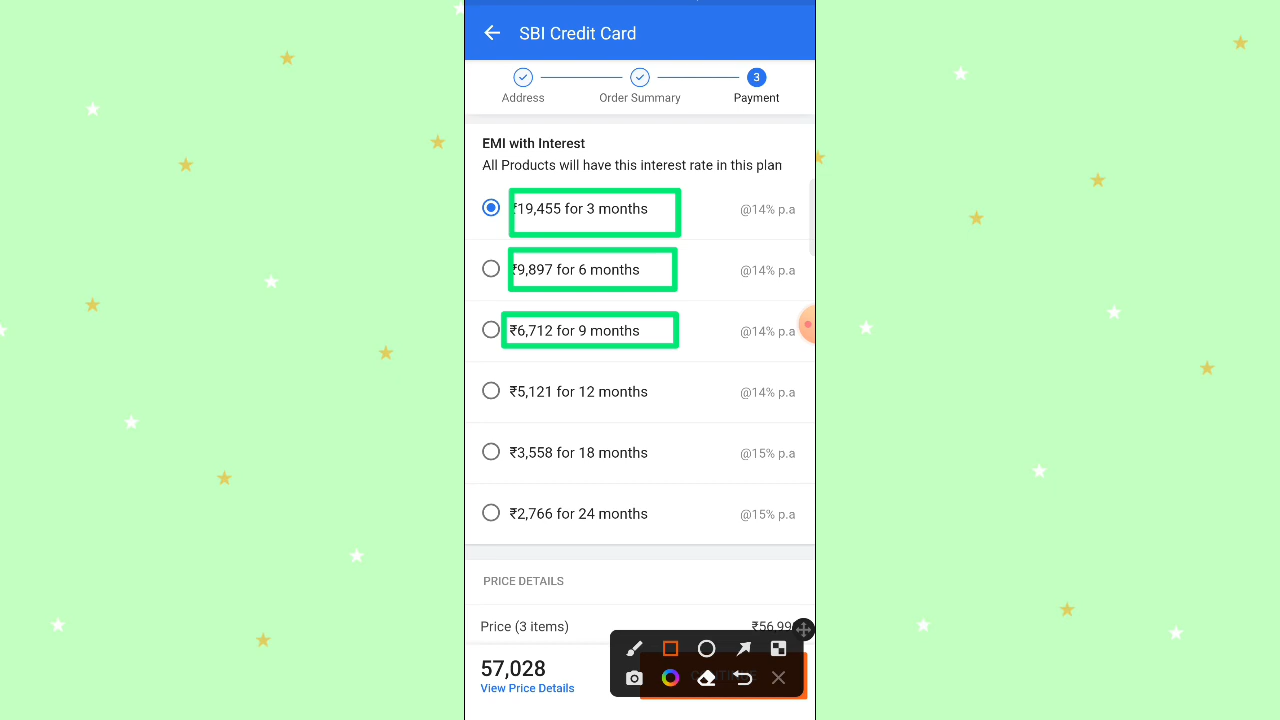 SBI Credit Card
3
Address
Order Summary
Payment
EMI with Interest
All Products will have this interest rate in this plan
₹19,455 for 3 months
@14% p.a
₹9,897 for 6 months
@14% p.a
₹6,712 for 9 months
@14% p.a
₹5,121 for 12 months
@14% p.a
₹3,558 for 18 months
@15% p.a
₹2,766 for 24 months
@15% p.a
PRICE DETAILS
Price (3 items)
57,028
View Price Details